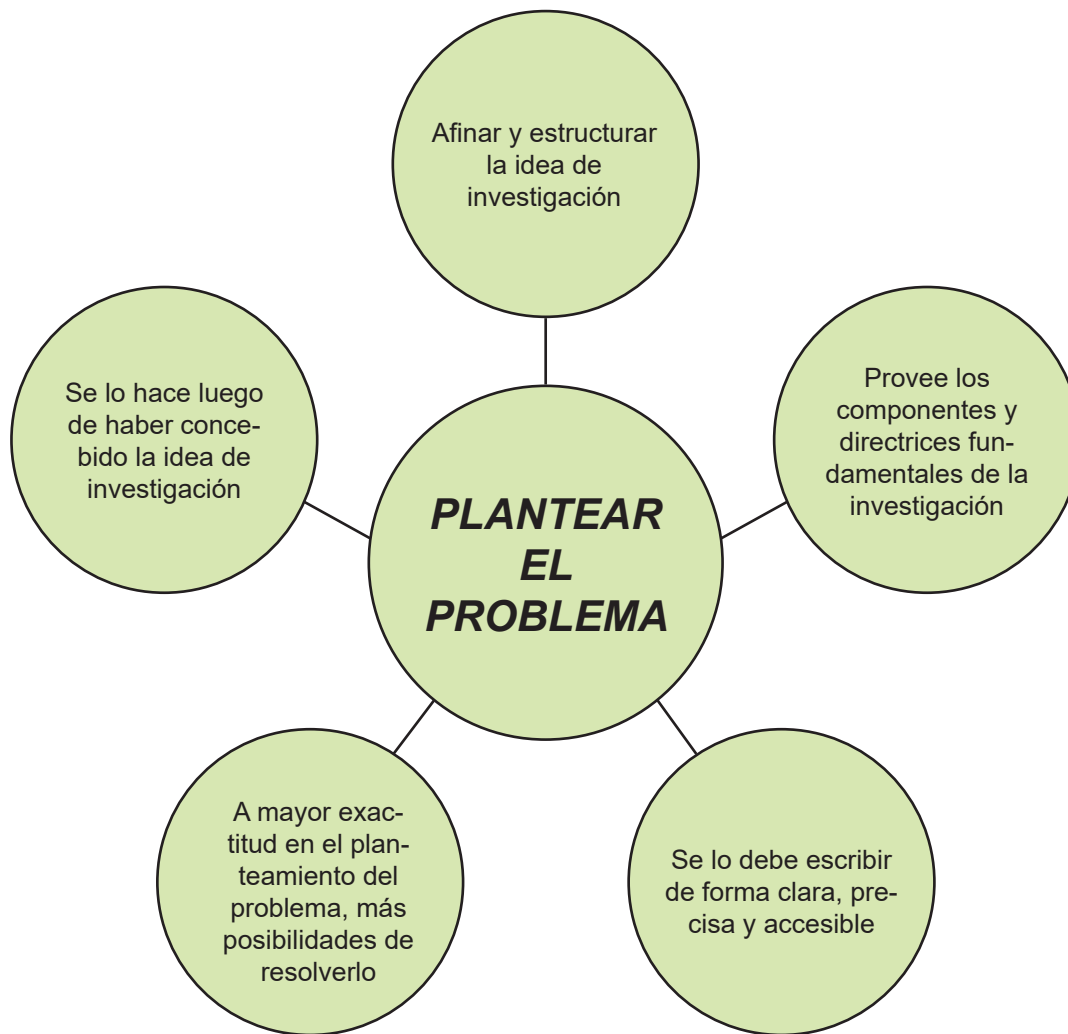 Afinar y estructurar
la idea de
investigación
Se lo hace luego
de haber conce-
bido la idea de
investigación
Provee los
componentes y
directrices fun-
damentales de la
investigación
PLANTEAR
EL
PROBLEMA
A mayor exac-
titud en el plan-
teamiento del
problema, más
posibilidades de
resolverlo
Se lo debe escribir
de forma clara, pre-
cisa y accesible